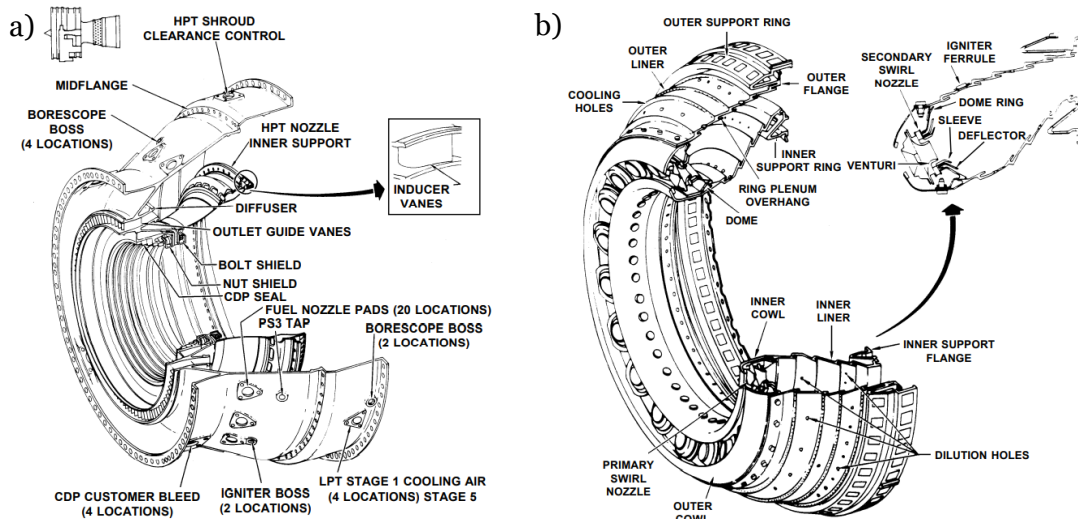 a)
HPT SHROUD
CLEARANCE CONTROL
MIDFLANGE
BORESCOPE
BOSS
(4 LOCATIONS)
HPT NOZZLE
INNER SUPPORT
INDUCER
VANES
DIFFUSER
OUTLET GUIDE VANES
BOLT SHIELD
NUT SHIELD
CDP SEAL
FUEL NOZZLE PADS (20 LOCATIONS)
PS3 TAP
BORESCOPE BOSS
(2 LOCATIONS)
CDP CUSTOMER BLEED
(4 LOCATIONS)
IGNITER BOSS
(2 LOCATIONS)
LPT STAGE 1 COOLING AIR
(4 LOCATIONS) STAGE 5
b)
OUTER SUPPORT RING
OUTER
LINER
COOLING
HOLES
OUTER
FLANGE
INNER
SUPPORT RING
RING PLENUM
OVERHANG
DOME
SECONDARY
SWIRL
NOZZLE
IGNITER
FERRULE
DOME RING
SLEEVE
DEFLECTOR
VENTURI
INNER
COWL
INNER
LINER
INNER SUPPORT
FLANGE
DILUTION HOLES
PRIMARY
SWIRL
NOZZLE
OUTER
COWL